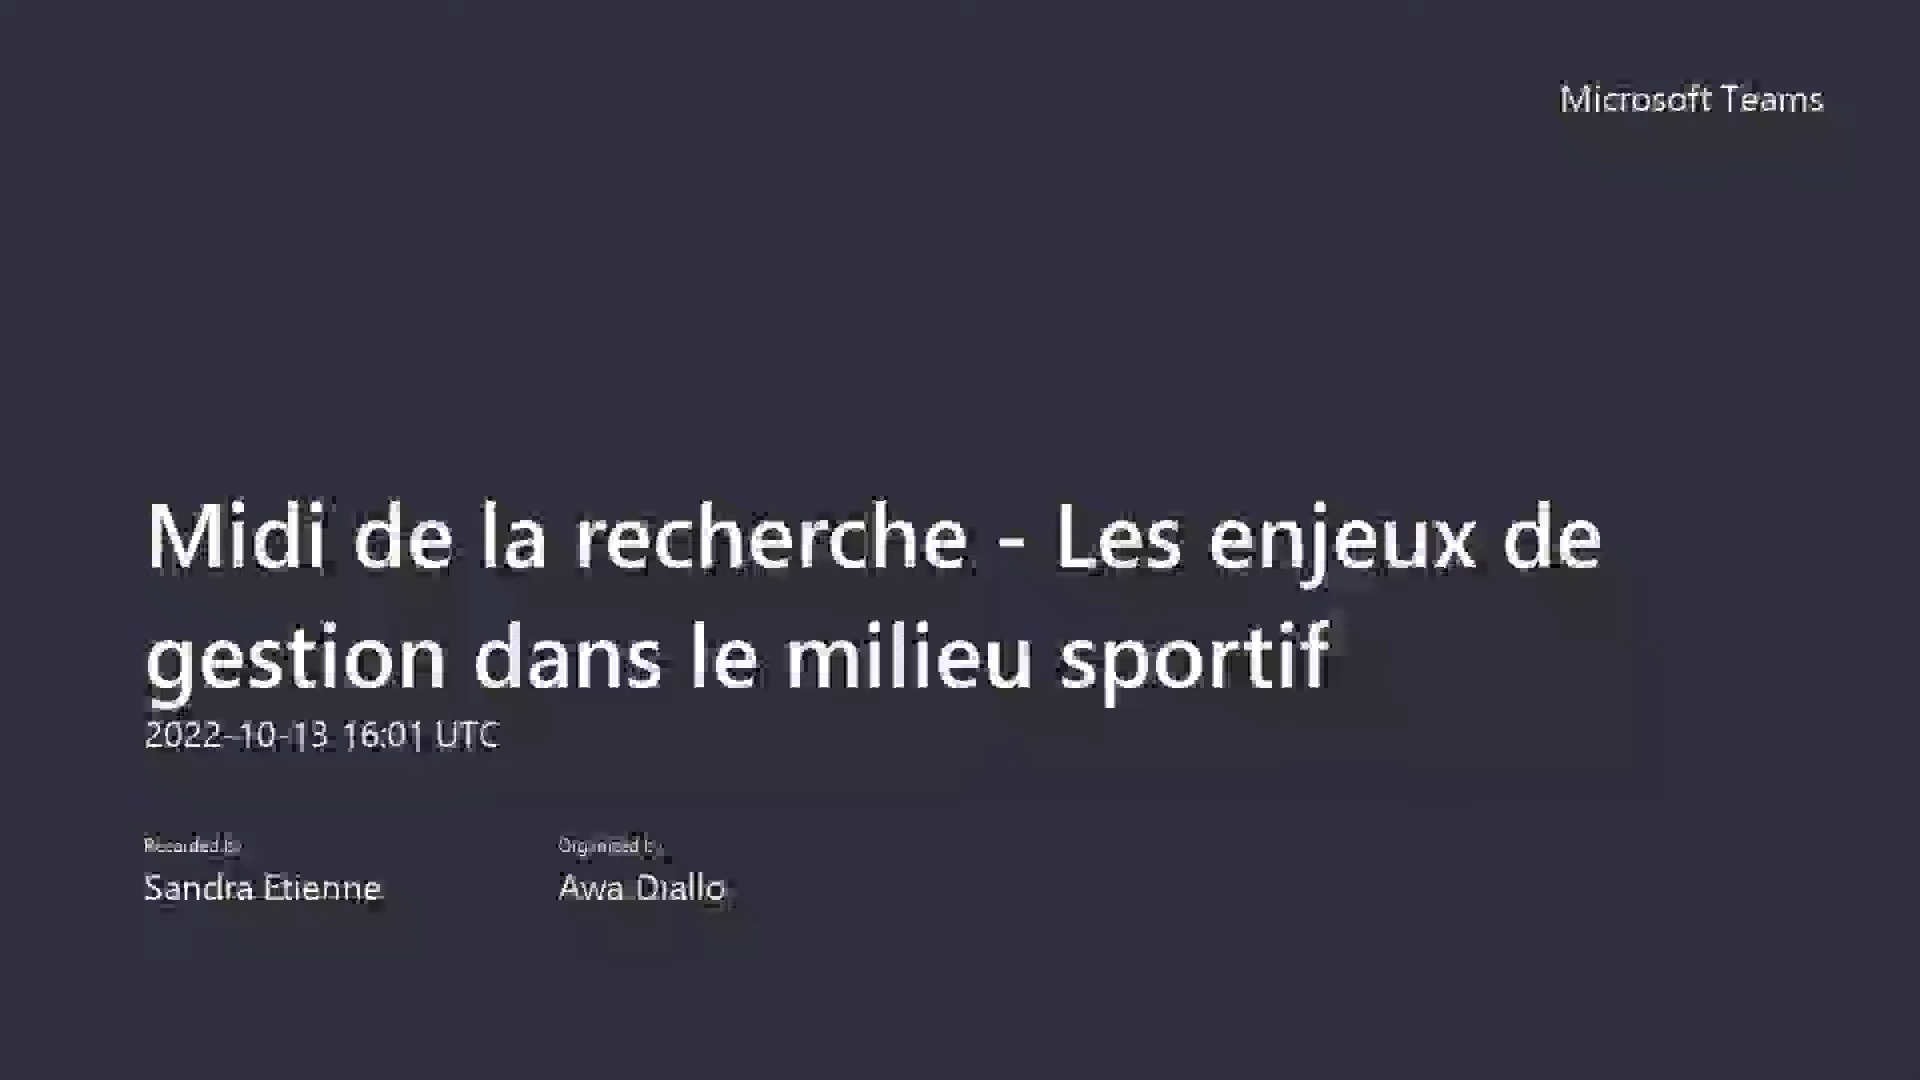 Microsoft Teams
Midi de la recherche - Les enjeux de
gestion dans le milieu sportif
2022-10-13 16:01 UTC
Recorded by
Organized by
Sandra Etienne
Awa Diallo